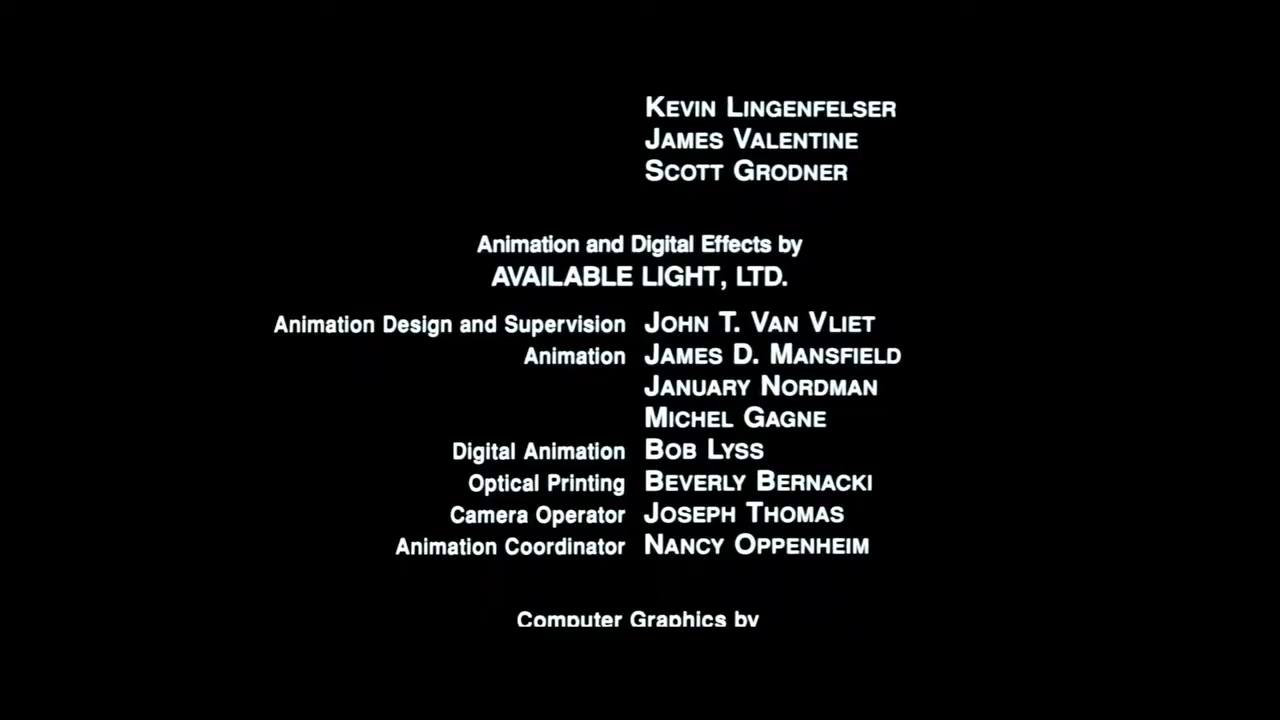 KEVIN LINGENFELSER
JAMES VALENTINE
SCOTT GRODNER
Animation and Digital Effects by
AVAILABLE LIGHT, LTD.
Animation Design and Supervision JOHN T. VAN VLIET
Animation JAMES D. MANSFIELD
JANUARY NORDMAN
MICHEL GAGNE
Digital Animation BOB LYSS
Optical Printing BEVERLY BERNACKI
Camera Operator JOSEPH THOMAS
Animation Coordinator NANCY OPPENHEIM
Computer Graphics by